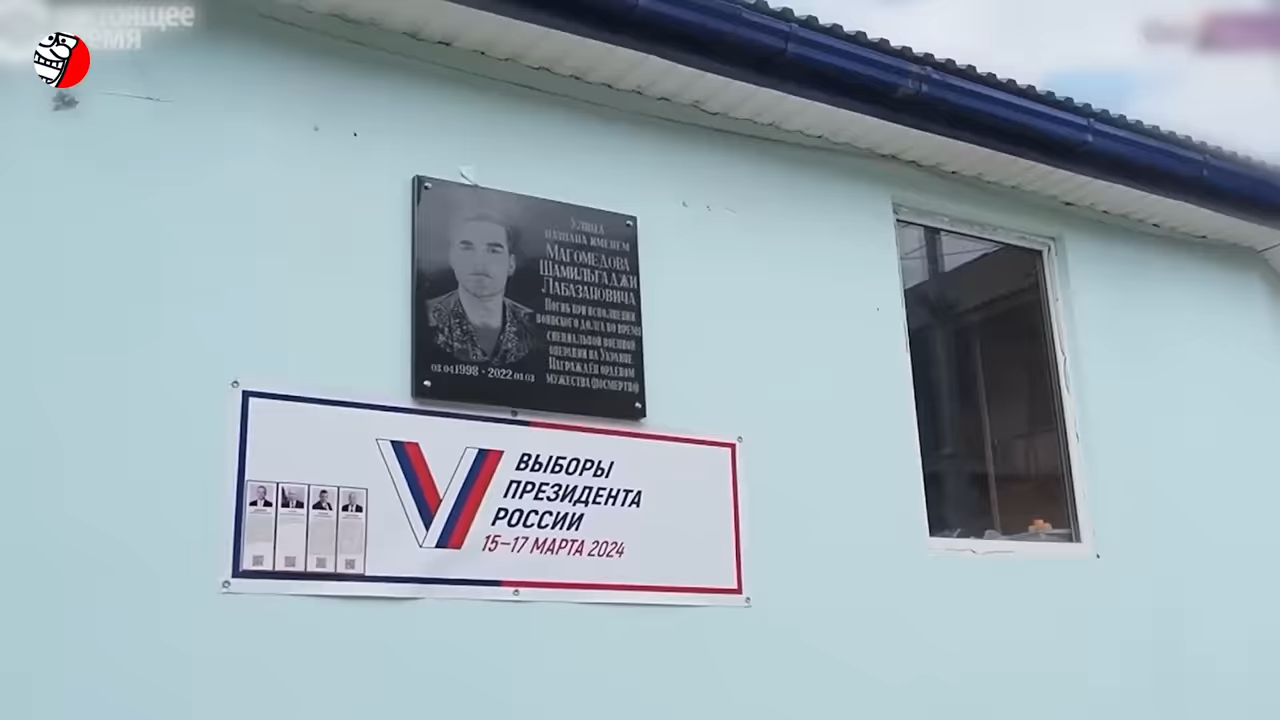 Улица
названа именем
Магомедова
Шамильгаджи
Лабазановича
Погиб при исполнении
воинского долга во время
специальной военной
операции на Украине.
Награждён орденом
мужества (посмертно)
03.04.1998 - 2022.03.03
ВЫБОРЫ
ПРЕЗИДЕНТА
РОССИИ
15–17 МАРТА 2024